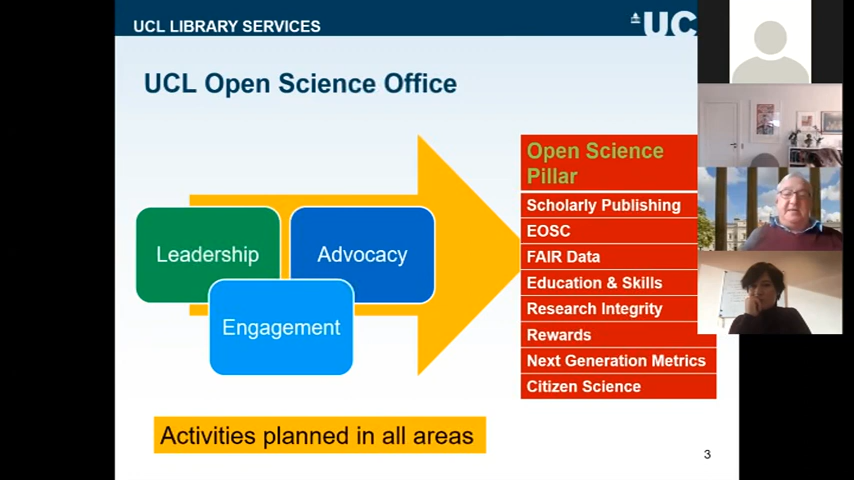 UCL LIBRARY SERVICES
UC
UCL Open Science Office
Leadership
Advocacy
Engagement
Open Science
Pillar
Scholarly Publishing
EOSC
FAIR Data
Education & Skills
Research Integrity
Rewards
Next Generation Metrics
Citizen Science
Activities planned in all areas
3